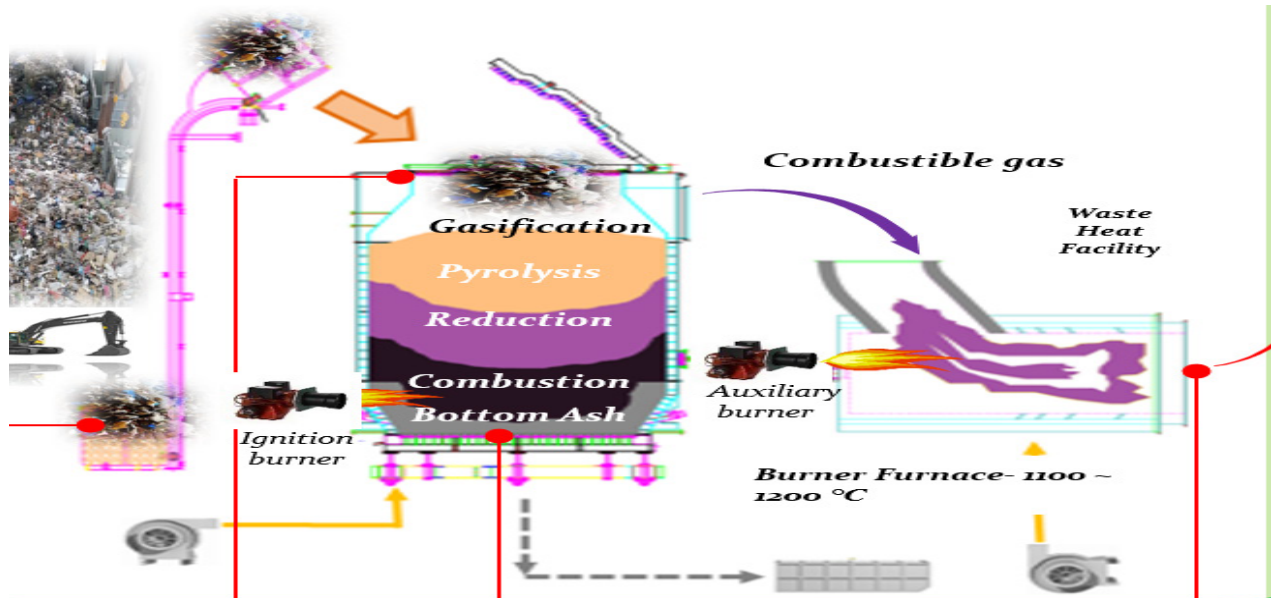 Combustible gas
Waste
Heat
Facility
Gasification
Pyrolysis
Reduction
Combustion
Bottom Ash
Ignition
burner
Auxiliary
burner
Burner Furnace- 1100 ~
1200 °C